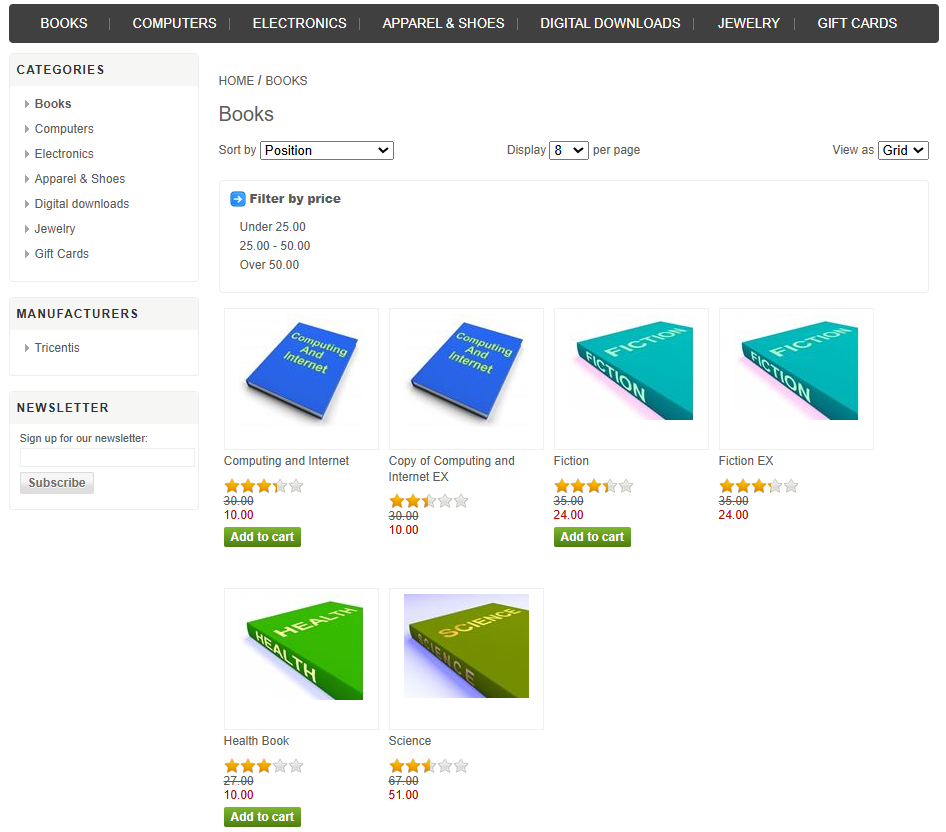 BOOKS COMPUTERS ELECTRONICS APPAREL & SHOES DIGITAL DOWNLOADS JEWELRY GIFT CARDS
CATEGORIES
Books
Computers
Electronics
Apparel & Shoes
Digital downloads
Jewelry
Gift Cards
MANUFACTURERS
Tricentis
NEWSLETTER
Sign up for our newsletter:
Subscribe
HOME / BOOKS
Books
Sort by Position Display 8 per page View as Grid
Filter by price
Under 25.00
25.00 - 50.00
Over 50.00
Computing
And
Internet
Computing and Internet
30.00
10.00
Add to cart
Computing
And
Internet
Copy of Computing and
Internet EX
30.00
10.00
FICTION
FICTION
Fiction
35.00
24.00
Add to cart
FICTION
FICTION
Fiction EX
35.00
24.00
HEALTH
HEALTH
Health Book
27.00
10.00
Add to cart
SCIENCE
SCIENCE
Science
67.00
51.00